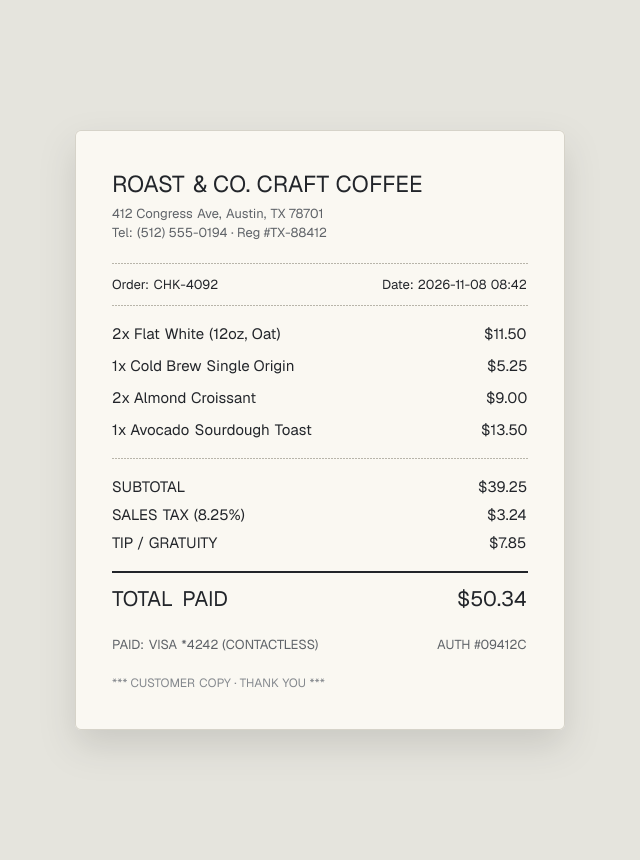 ROAST & CO. CRAFT COFFEE
412 Congress Ave, Austin, TX 78701
Tel: (512) 555-0194 · Reg #TX-88412
Order: CHK-4092 Date: 2026-11-08 08:42
2x Flat White (12oz, Oat) $11.50
1x Cold Brew Single Origin $5.25
2x Almond Croissant $9.00
1x Avocado Sourdough Toast $13.50
SUBTOTAL $39.25
SALES TAX (8.25%) $3.24
TIP / GRATUITY $7.85
TOTAL PAID $50.34
PAID: VISA *4242 (CONTACTLESS) AUTH #09412C
*** CUSTOMER COPY · THANK YOU ***